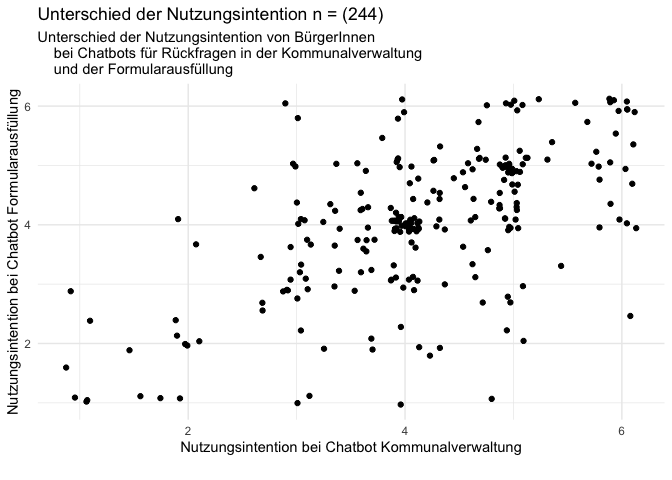 Unterschied der Nutzungsintention n = (244)
Unterschied der Nutzungsintention von BürgerInnen
bei Chatbots für Rückfragen in der Kommunalverwaltung
und der Formularausfüllung
Nutzungsintention bei Chatbot Formularausfüllung
6
4
2
2
4
6
Nutzungsintention bei Chatbot Kommunalverwaltung